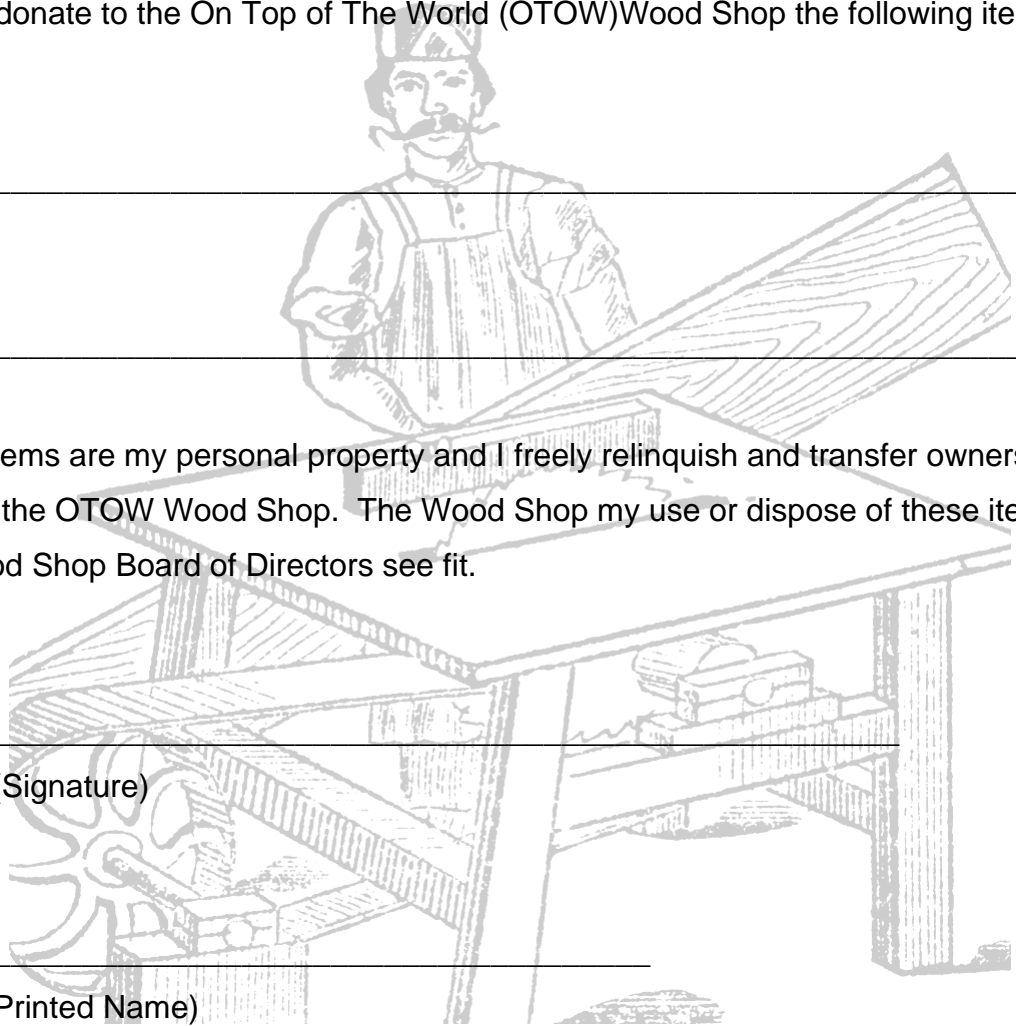 donate to the On Top of The World (OTOW)Wood Shop the following ite
ems are my personal property and I freely relinquish and transfer owners
the OTOW Wood Shop. The Wood Shop my use or dispose of these ite
od Shop Board of Directors see fit.
(Signature)
Printed Name)